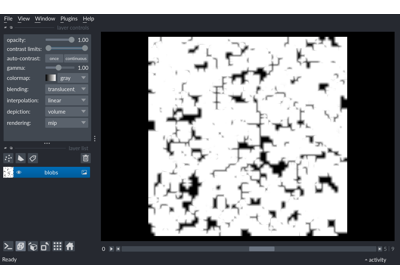 File View Window Plugins Help
layer controls
opacity: 1.00
contrast limits:
auto-contrast: once continuous
gamma: 1.00
colormap: gray
blending: translucent
interpolation: linear
depiction: volume
rendering: mip
layer list
blobs
0
Ready
activity